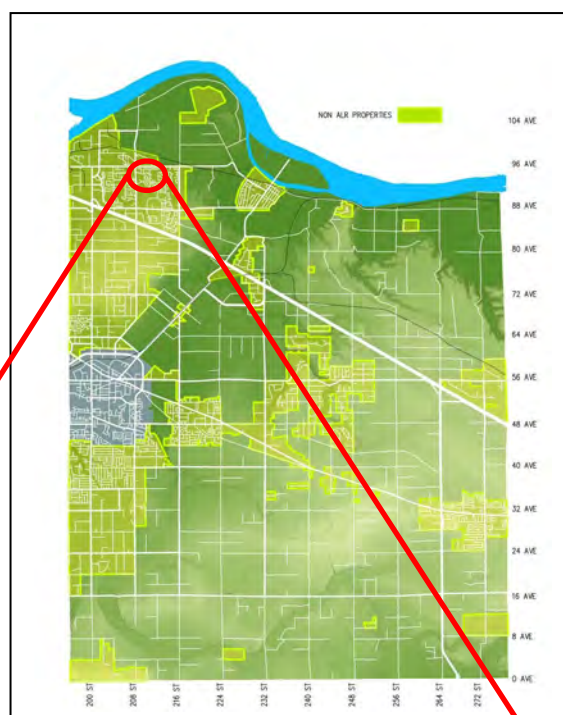 NON ALR PROPERTIES
104 AVE
96 AVE
88 AVE
80 AVE
72 AVE
64 AVE
56 AVE
48 AVE
40 AVE
32 AVE
24 AVE
16 AVE
8 AVE
0 AVE
200 ST
208 ST
216 ST
224 ST
232 ST
240 ST
248 ST
256 ST
264 ST
272 ST